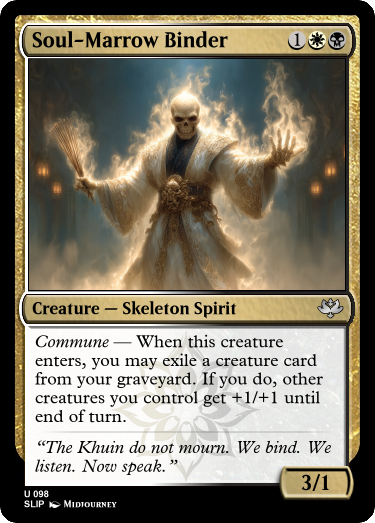 Soul-Marrow Binder 1
Creature — Skeleton Spirit
Commune — When this creature
enters, you may exile a creature card
from your graveyard. If you do, other
creatures you control get +1/+1 until
end of turn.
“The Khuin do not mourn. We bind. We
listen. Now speak.”
3/1
U 098
SLIP Midjourney